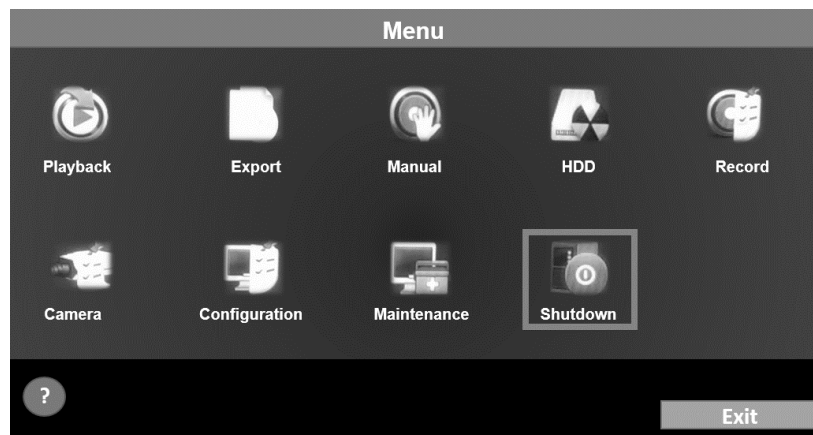 Menu
Playback Export Manual HDD Record
Camera Configuration Maintenance Shutdown
?
Exit